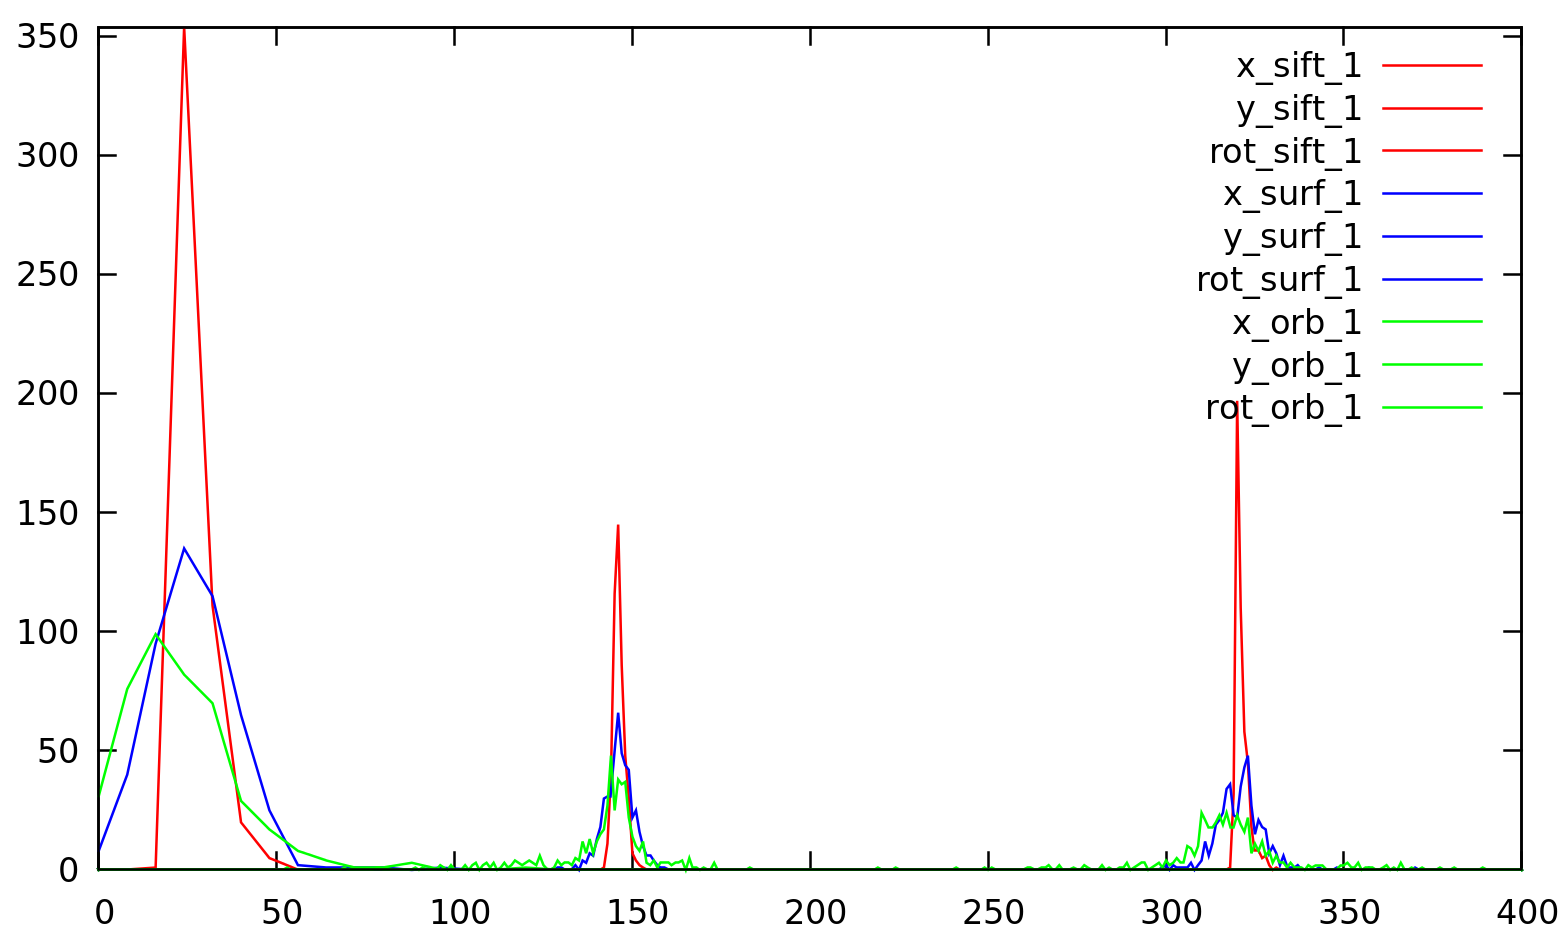 350
300
250
200
150
100
50
0
x_sift_1
y_sift_1
rot_sift_1
x_surf_1
y_surf_1
rot_surf_1
x_orb_1
y_orb_1
rot_orb_1
0 50 100 150 200 250 300 350 400